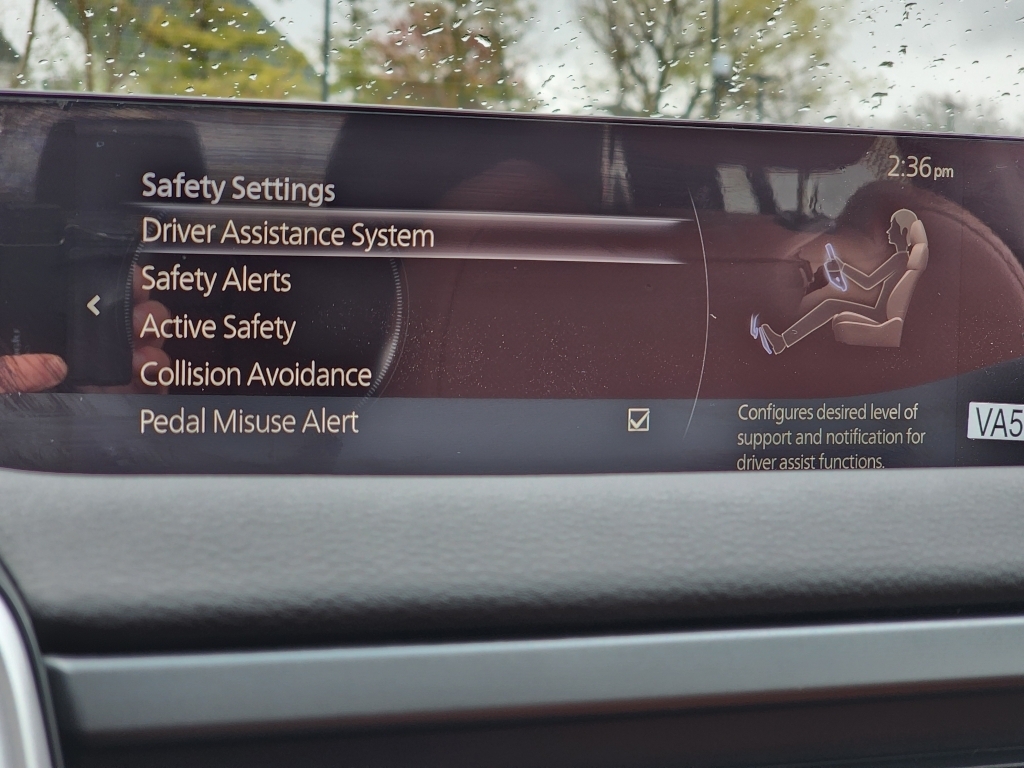 2:36pm
Safety Settings
Driver Assistance System
Safety Alerts
Active Safety
Collision Avoidance
Pedal Misuse Alert
Configures desired level of
support and notification for
driver assist functions.
VA5